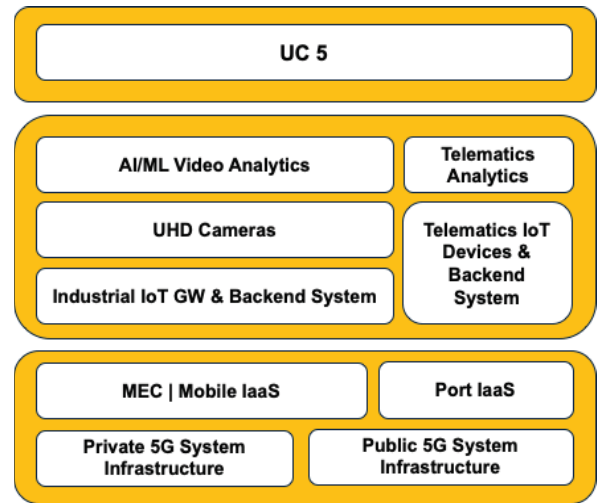 UC 5
AI/ML Video Analytics
Telematics
Analytics
UHD Cameras
Telematics IoT
Devices &
Backend
System
Industrial IoT GW & Backend System
MEC | Mobile IaaS
Port IaaS
Private 5G System
Infrastructure
Public 5G System
Infrastructure